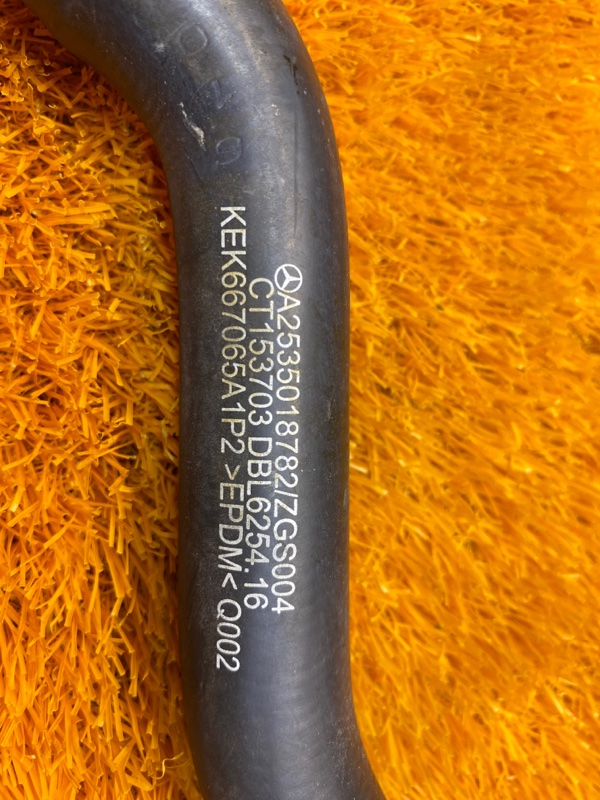 A2535018782/ZGS004
CT153703 DBL6254.16
KEK667065A1P2 >EPDM< Q002